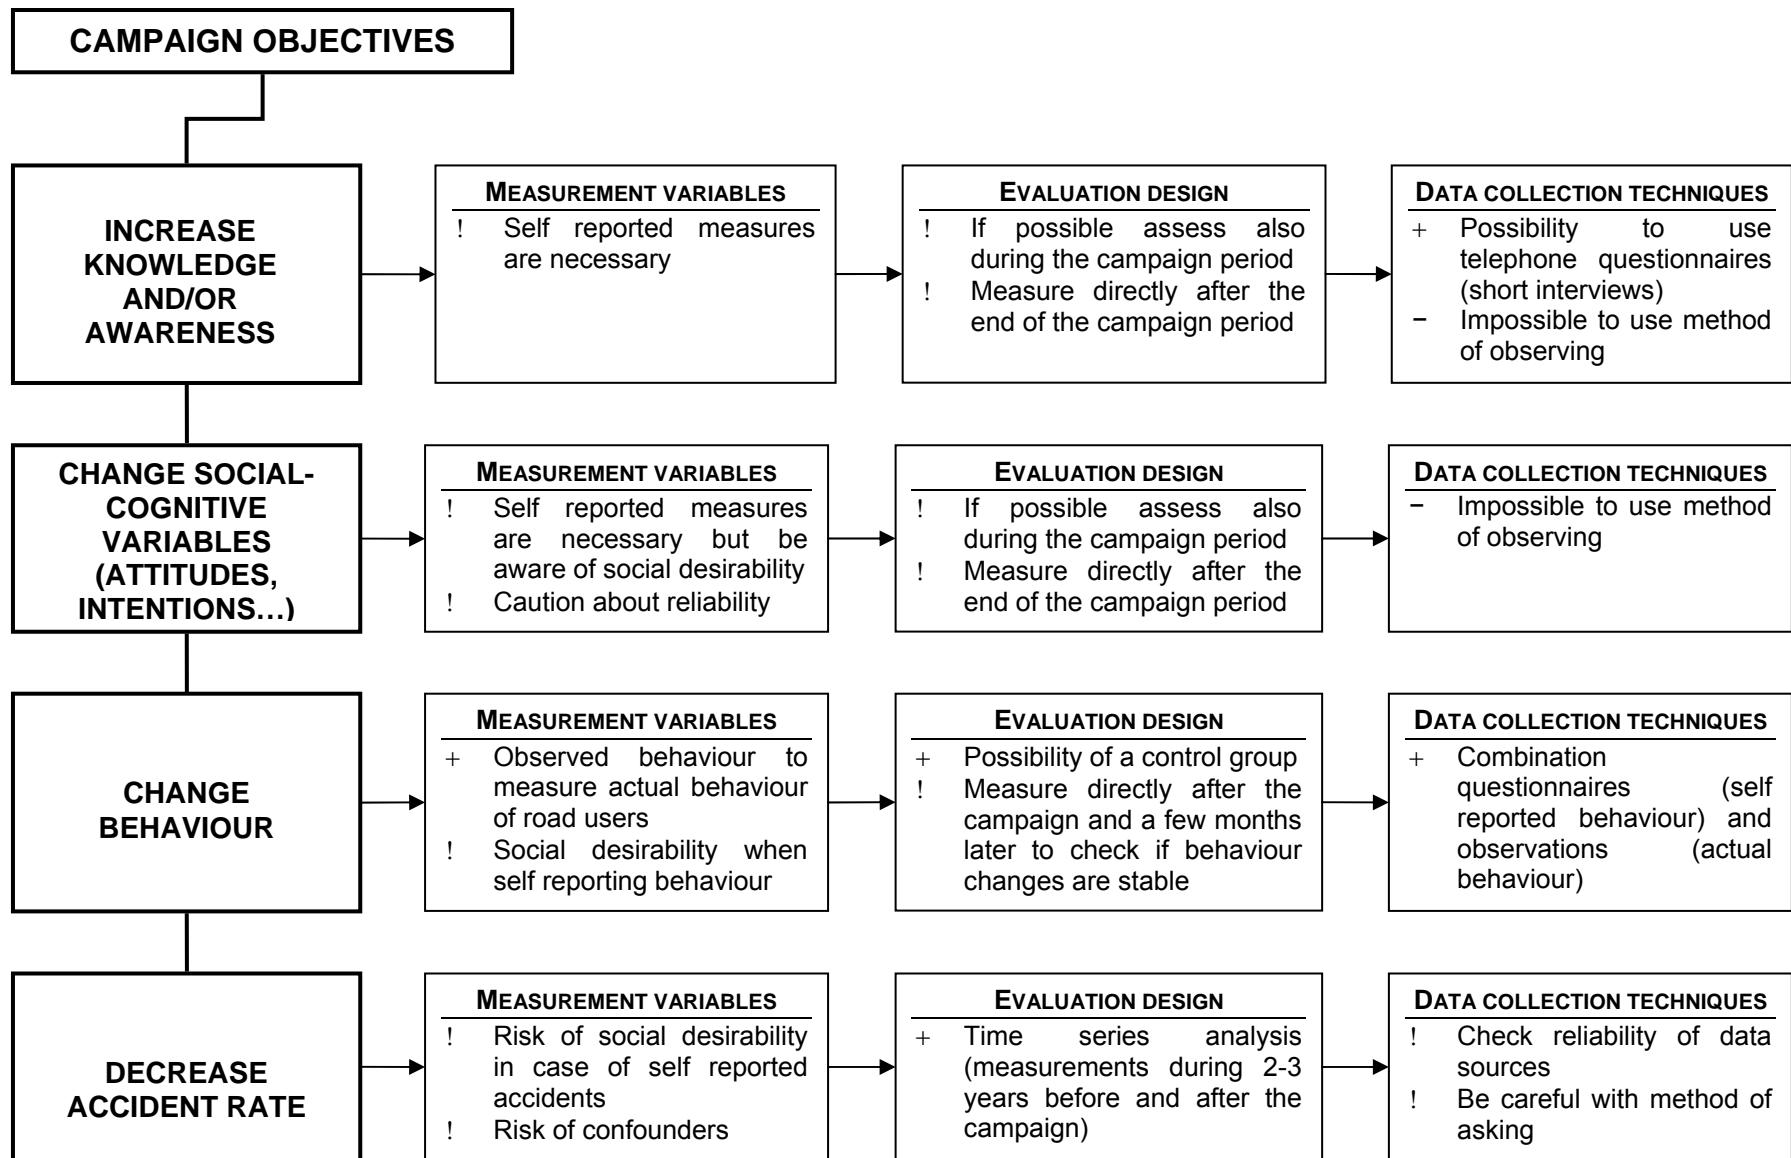 CAMPAIGN OBJECTIVES
INCREASE
KNOWLEDGE
AND/OR
AWARENESS
MEASUREMENT VARIABLES
! Self reported measures
are necessary
EVALUATION DESIGN
! If possible assess also
during the campaign period
! Measure directly after the
end of the campaign period
DATA COLLECTION TECHNIQUES
+ Possibility to use
telephone questionnaires
(short interviews)
− Impossible to use method
of observing
CHANGE SOCIAL-
COGNITIVE
VARIABLES
(ATTITUDES,
INTENTIONS…)
MEASUREMENT VARIABLES
! Self reported measures
are necessary but be
aware of social desirability
! Caution about reliability
EVALUATION DESIGN
! If possible assess also
during the campaign period
! Measure directly after the
end of the campaign period
DATA COLLECTION TECHNIQUES
− Impossible to use method
of observing
CHANGE
BEHAVIOUR
MEASUREMENT VARIABLES
+ Observed behaviour to
measure actual behaviour
of road users
! Social desirability when
self reporting behaviour
EVALUATION DESIGN
+ Possibility of a control group
! Measure directly after the
campaign and a few months
later to check if behaviour
changes are stable
DATA COLLECTION TECHNIQUES
+ Combination
questionnaires (self
reported behaviour) and
observations (actual
behaviour)
DECREASE
ACCIDENT RATE
MEASUREMENT VARIABLES
! Risk of social desirability
in case of self reported
accidents
! Risk of confounders
EVALUATION DESIGN
+ Time series analysis
(measurements during 2-3
years before and after the
campaign)
DATA COLLECTION TECHNIQUES
! Check reliability of data
sources
! Be careful with method of
asking